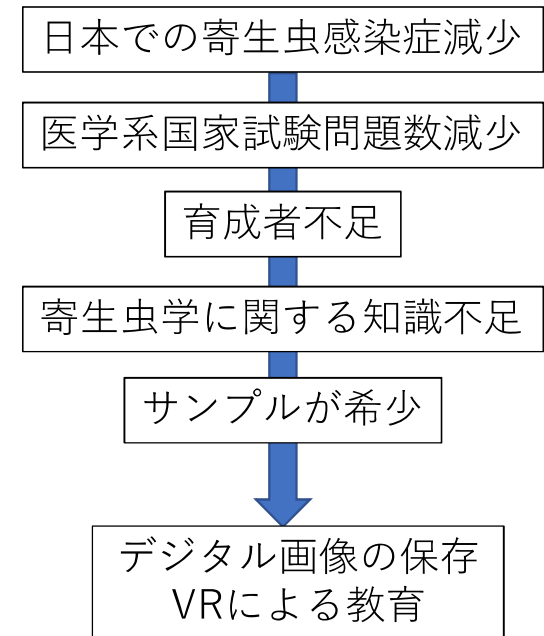 日本での寄生虫感染症減少
医学系国家試験問題数減少
育成者不足
寄生虫学に関する知識不足
サンプルが希少
デジタル画像の保存
VRによる教育